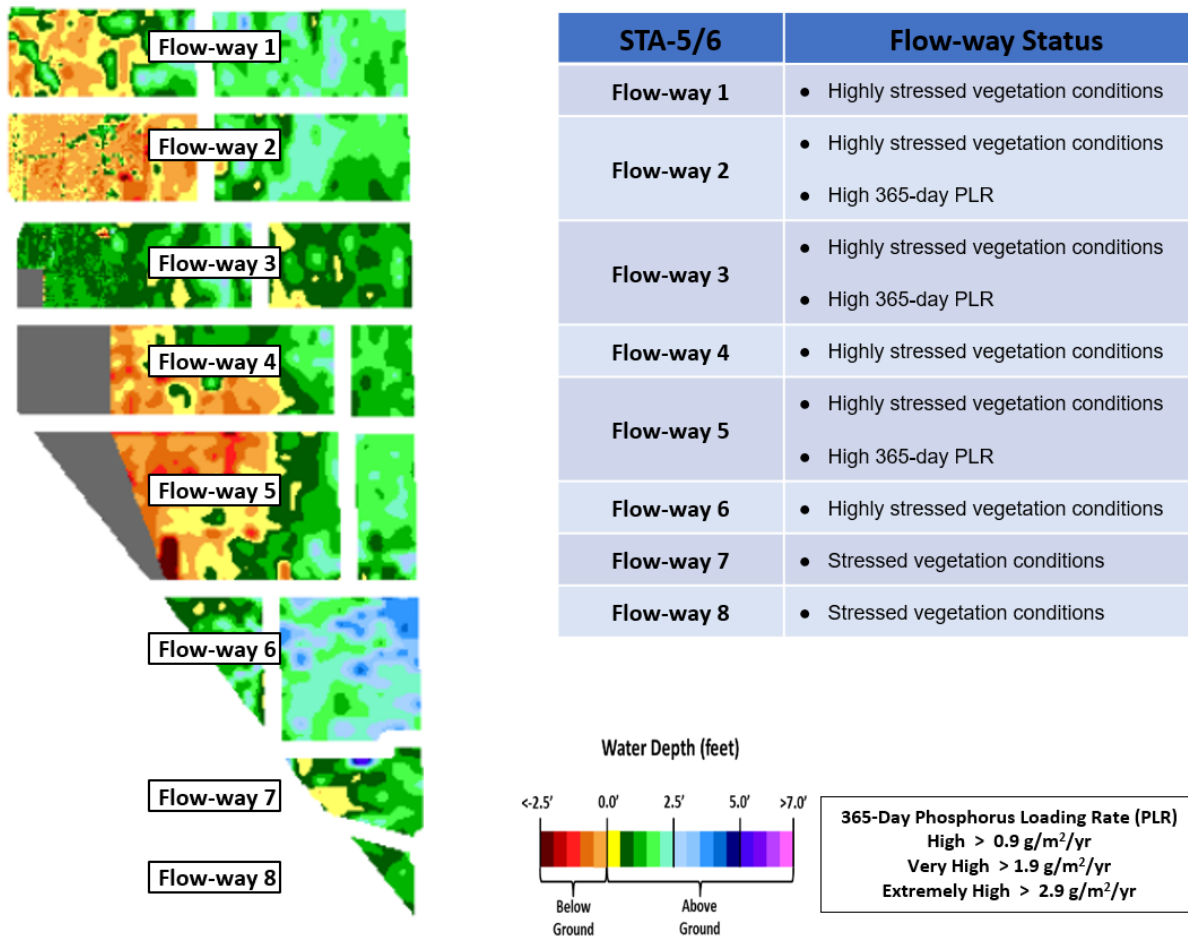 Flow-way 1
Flow-way 2
Flow-way 3
Flow-way 4
Flow-way 5
Flow-way 6
Flow-way 7
Flow-way 8
STA-5/6 Flow-way Status
Flow-way 1 ● Highly stressed vegetation conditions
Flow-way 2 ● Highly stressed vegetation conditions
● High 365-day PLR
Flow-way 3 ● Highly stressed vegetation conditions
● High 365-day PLR
Flow-way 4 ● Highly stressed vegetation conditions
Flow-way 5 ● Highly stressed vegetation conditions
● High 365-day PLR
Flow-way 6 ● Highly stressed vegetation conditions
Flow-way 7 ● Stressed vegetation conditions
Flow-way 8 ● Stressed vegetation conditions
Water Depth (feet)
<-2.5' 0.0' 2.5' 5.0' >7.0'
Below Ground
Above Ground
365-Day Phosphorus Loading Rate (PLR)
High > 0.9 g/m²/yr
Very High > 1.9 g/m²/yr
Extremely High > 2.9 g/m²/yr